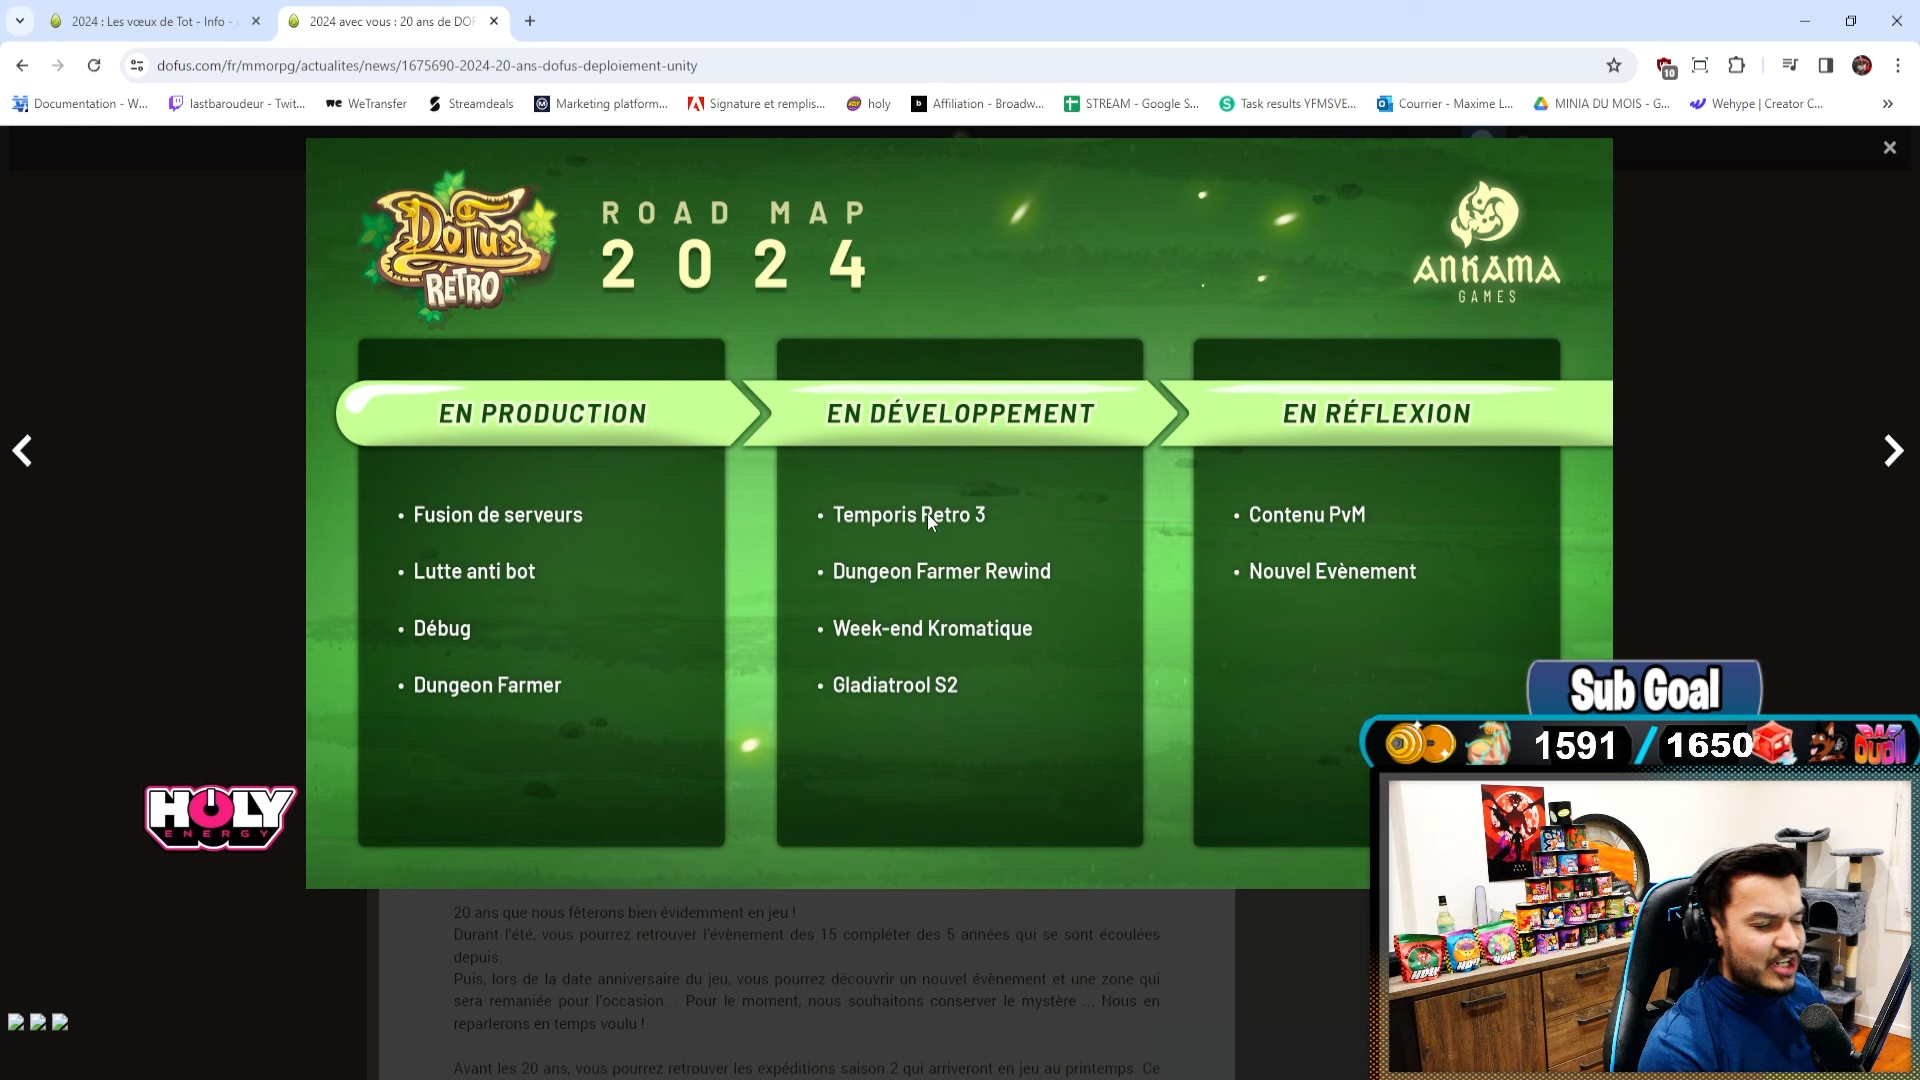 2024 : Les vœux de Tot - Info -
2024 avec vous : 20 ans de DOF
dofus.com/fr/mmorpg/actualites/news/1675690-2024-20-ans-dofus-deploiement-unity
10
Documentation - W...
lastbaroudeur - Twit...
WeTransfer
Streamdeals
Marketing platform...
Signature et remplis...
holy
Affiliation - Broadw...
STREAM - Google S...
Task results YFMSVE...
Courrier - Maxime L...
MINIA DU MOIS - G...
Wehype | Creator C...
DOFUS
RETRO
ROAD MAP
2024
ANKAMA
GAMES
EN PRODUCTION
EN DÉVELOPPEMENT
EN RÉFLEXION
• Fusion de serveurs
• Lutte anti bot
• Débug
• Dungeon Farmer
• Temporis Retro 3
• Dungeon Farmer Rewind
• Week-end Kromatique
• Gladiatrool S2
• Contenu PvM
• Nouvel Evènement
Sub Goal
1591 / 1650
HOLY
ENERGY
20 ans que nous fêterons bien évidemment en jeu !
Durant l'été, vous pourrez retrouver l'évènement des 15 compléter des 5 années qui se sont écoulées
depuis.
Puis, lors de la date anniversaire du jeu, vous pourrez découvrir un nouvel évènement et une zone qui
sera remaniée pour l'occasion... Pour le moment, nous souhaitons conserver le mystère ... Nous en
reparlerons en temps voulu !
Avant les 20 ans, vous pourrez retrouver les expéditions saison 2 qui arriveront en jeu au printemps. Ce